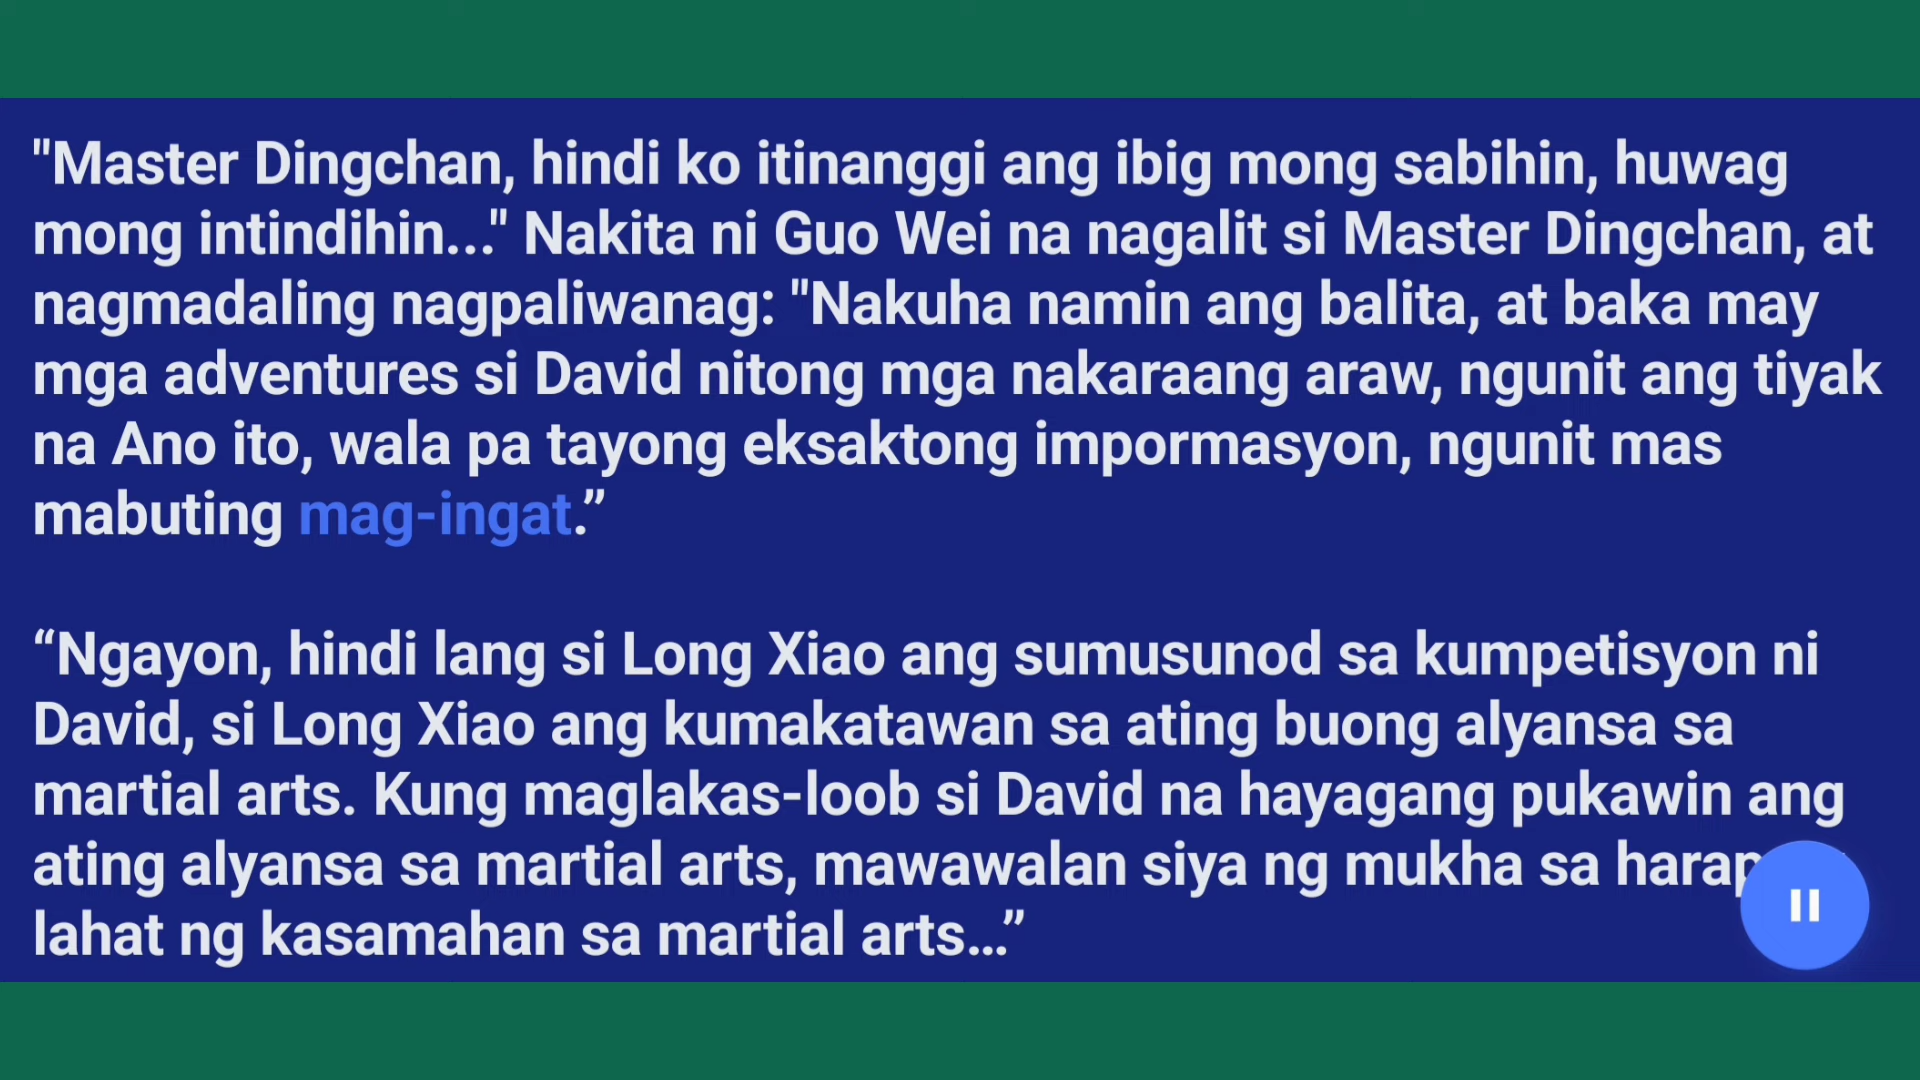 "Master Dingchan, hindi ko itinanggi ang ibig mong sabihin, huwag
mong intindihin..." Nakita ni Guo Wei na nagalit si Master Dingchan, at
nagmadaling nagpaliwanag: "Nakuha namin ang balita, at baka may
mga adventures si David nitong mga nakaraang araw, ngunit ang tiyak
na Ano ito, wala pa tayong eksaktong impormasyon, ngunit mas
mabuting mag-ingat.”
“Ngayon, hindi lang si Long Xiao ang sumusunod sa kumpetisyon ni
David, si Long Xiao ang kumakatawan sa ating buong alyansa sa
martial arts. Kung maglakas-loob si David na hayagang pukawin ang
ating alyansa sa martial arts, mawawalan siya ng mukha sa
lahat ng kasamahan sa martial arts...”